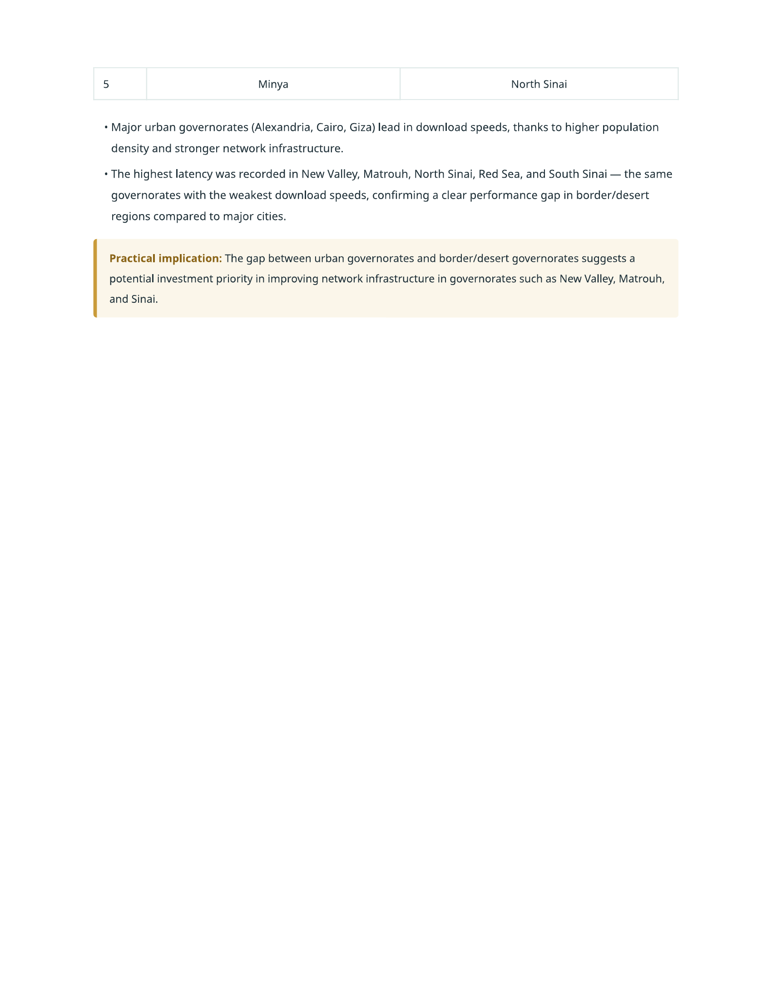 5 Minya North Sinai
• Major urban governorates (Alexandria, Cairo, Giza) lead in download speeds, thanks to higher population
density and stronger network infrastructure.
• The highest latency was recorded in New Valley, Matrouh, North Sinai, Red Sea, and South Sinai — the same
governorates with the weakest download speeds, confirming a clear performance gap in border/desert
regions compared to major cities.
Practical implication: The gap between urban governorates and border/desert governorates suggests a
potential investment priority in improving network infrastructure in governorates such as New Valley, Matrouh,
and Sinai.